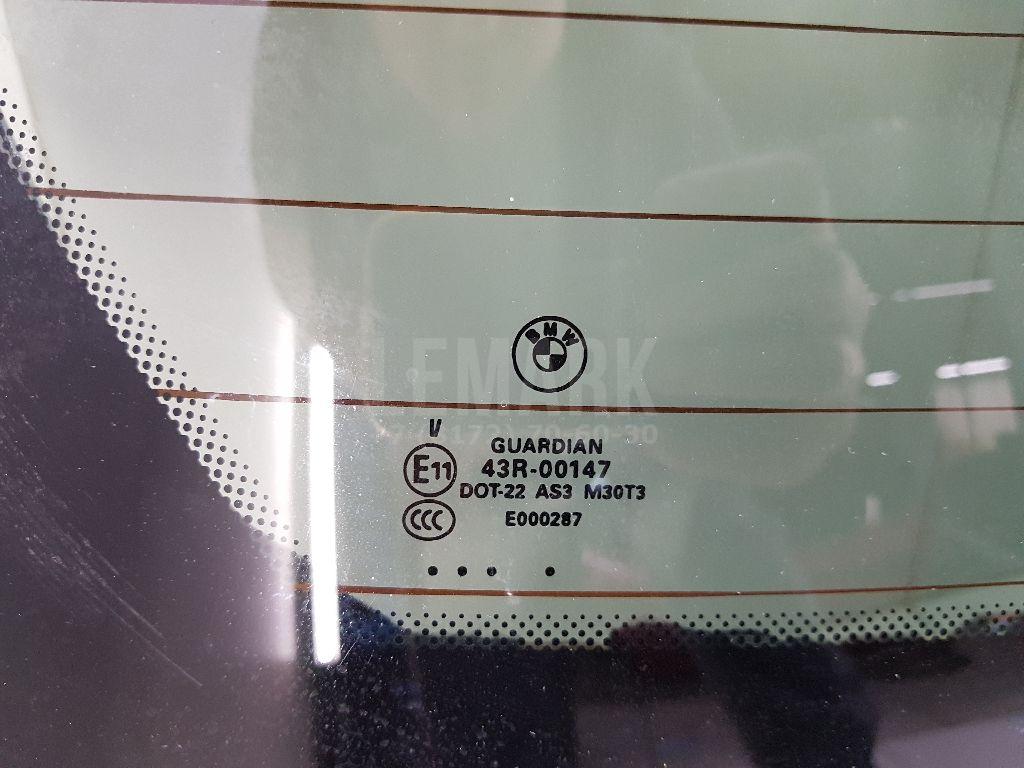 BMW
LEMARK
V
E11
CCC
GUARDIAN
43R-00147
DOT-22 AS3 M30T3
E000287